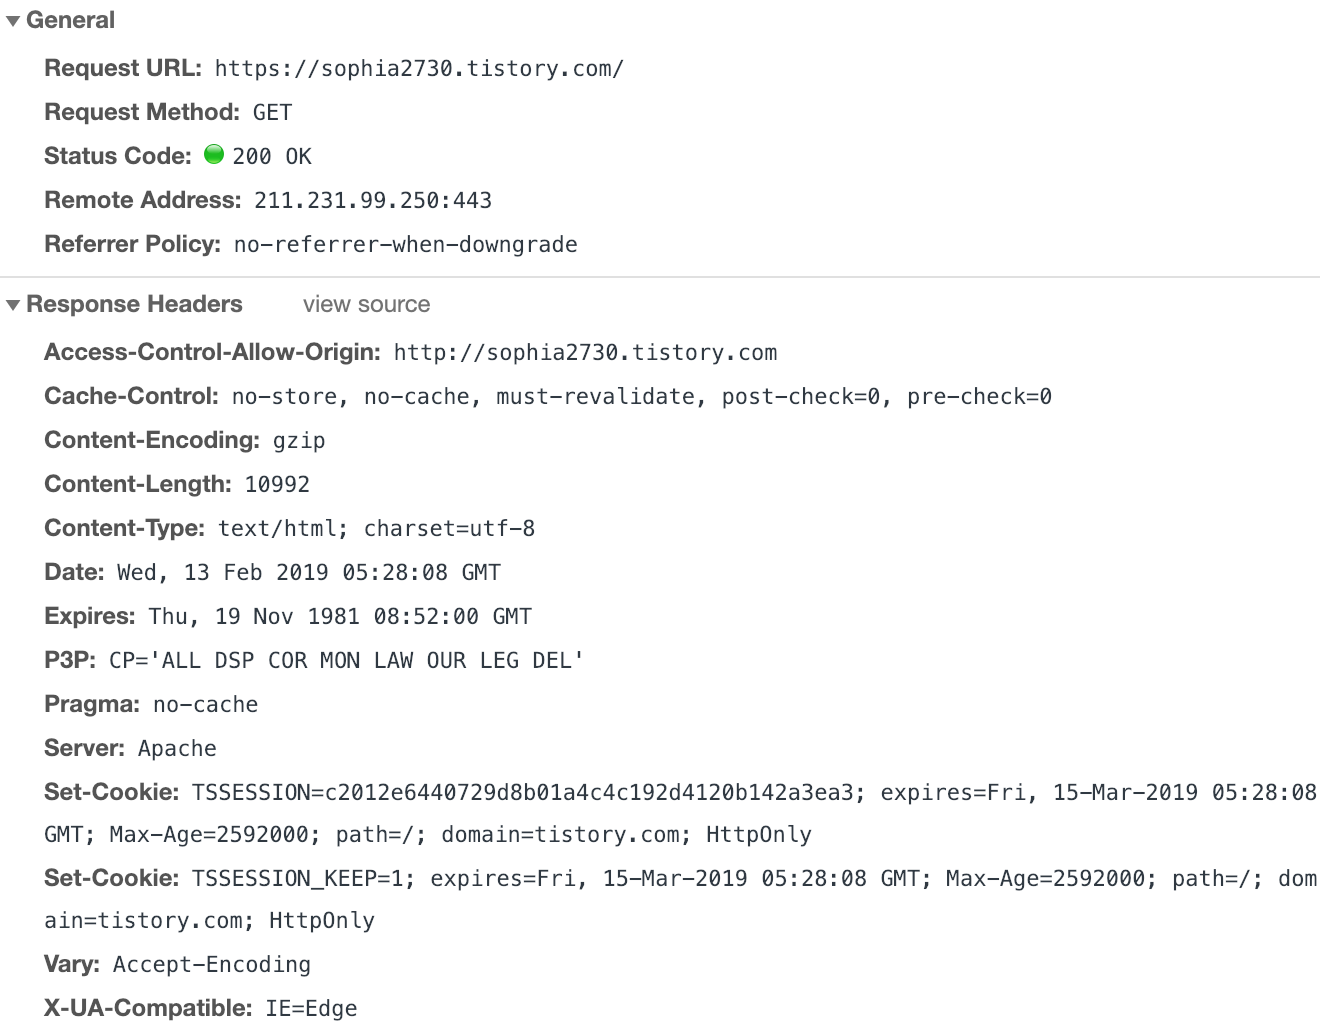 General
Request URL: https://sophia2730.tistory.com/
Request Method: GET
Status Code: 200 OK
Remote Address: 211.231.99.250:443
Referrer Policy: no-referrer-when-downgrade
Response Headers view source
Access-Control-Allow-Origin: http://sophia2730.tistory.com
Cache-Control: no-store, no-cache, must-revalidate, post-check=0, pre-check=0
Content-Encoding: gzip
Content-Length: 10992
Content-Type: text/html; charset=utf-8
Date: Wed, 13 Feb 2019 05:28:08 GMT
Expires: Thu, 19 Nov 1981 08:52:00 GMT
P3P: CP='ALL DSP COR MON LAW OUR LEG DEL'
Pragma: no-cache
Server: Apache
Set-Cookie: TSSESSION=c2012e6440729d8b01a4c4c192d4120b142a3ea3; expires=Fri, 15-Mar-2019 05:28:08
GMT; Max-Age=2592000; path=/; domain=tistory.com; HttpOnly
Set-Cookie: TSSESSION_KEEP=1; expires=Fri, 15-Mar-2019 05:28:08 GMT; Max-Age=2592000; path=/; dom
ain=tistory.com; HttpOnly
Vary: Accept-Encoding
X-UA-Compatible: IE=Edge